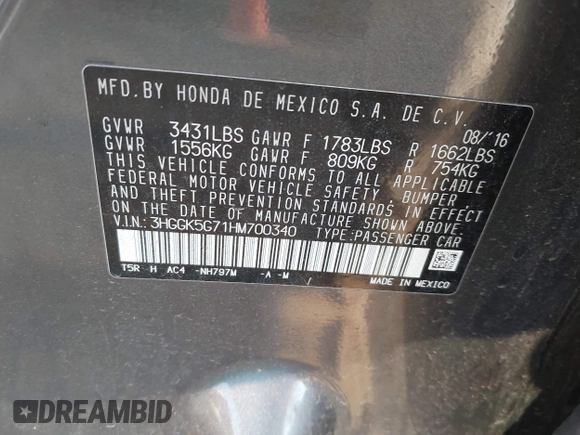 MFD.BY HONDA DE MEXICO S.A. DE C.V.
08/'16
GVWR 3431LBS GAWR F 1783LBS R 1662LBS
GVWR 1556KG GAWR F 809KG R 754KG
THIS VEHICLE CONFORMS TO ALL APPLICABLE
FEDERAL MOTOR VEHICLE SAFETY, BUMPER,
AND THEFT PREVENTION STANDARDS IN EFFECT
ON THE DATE OF MANUFACTURE SHOWN ABOVE.
V.I.N.: 3HGGK5G71HM700340 TYPE:PASSENGER CAR
T5R H AC4 -NH797M -A -M
MADE IN MEXICO
DREAMBID